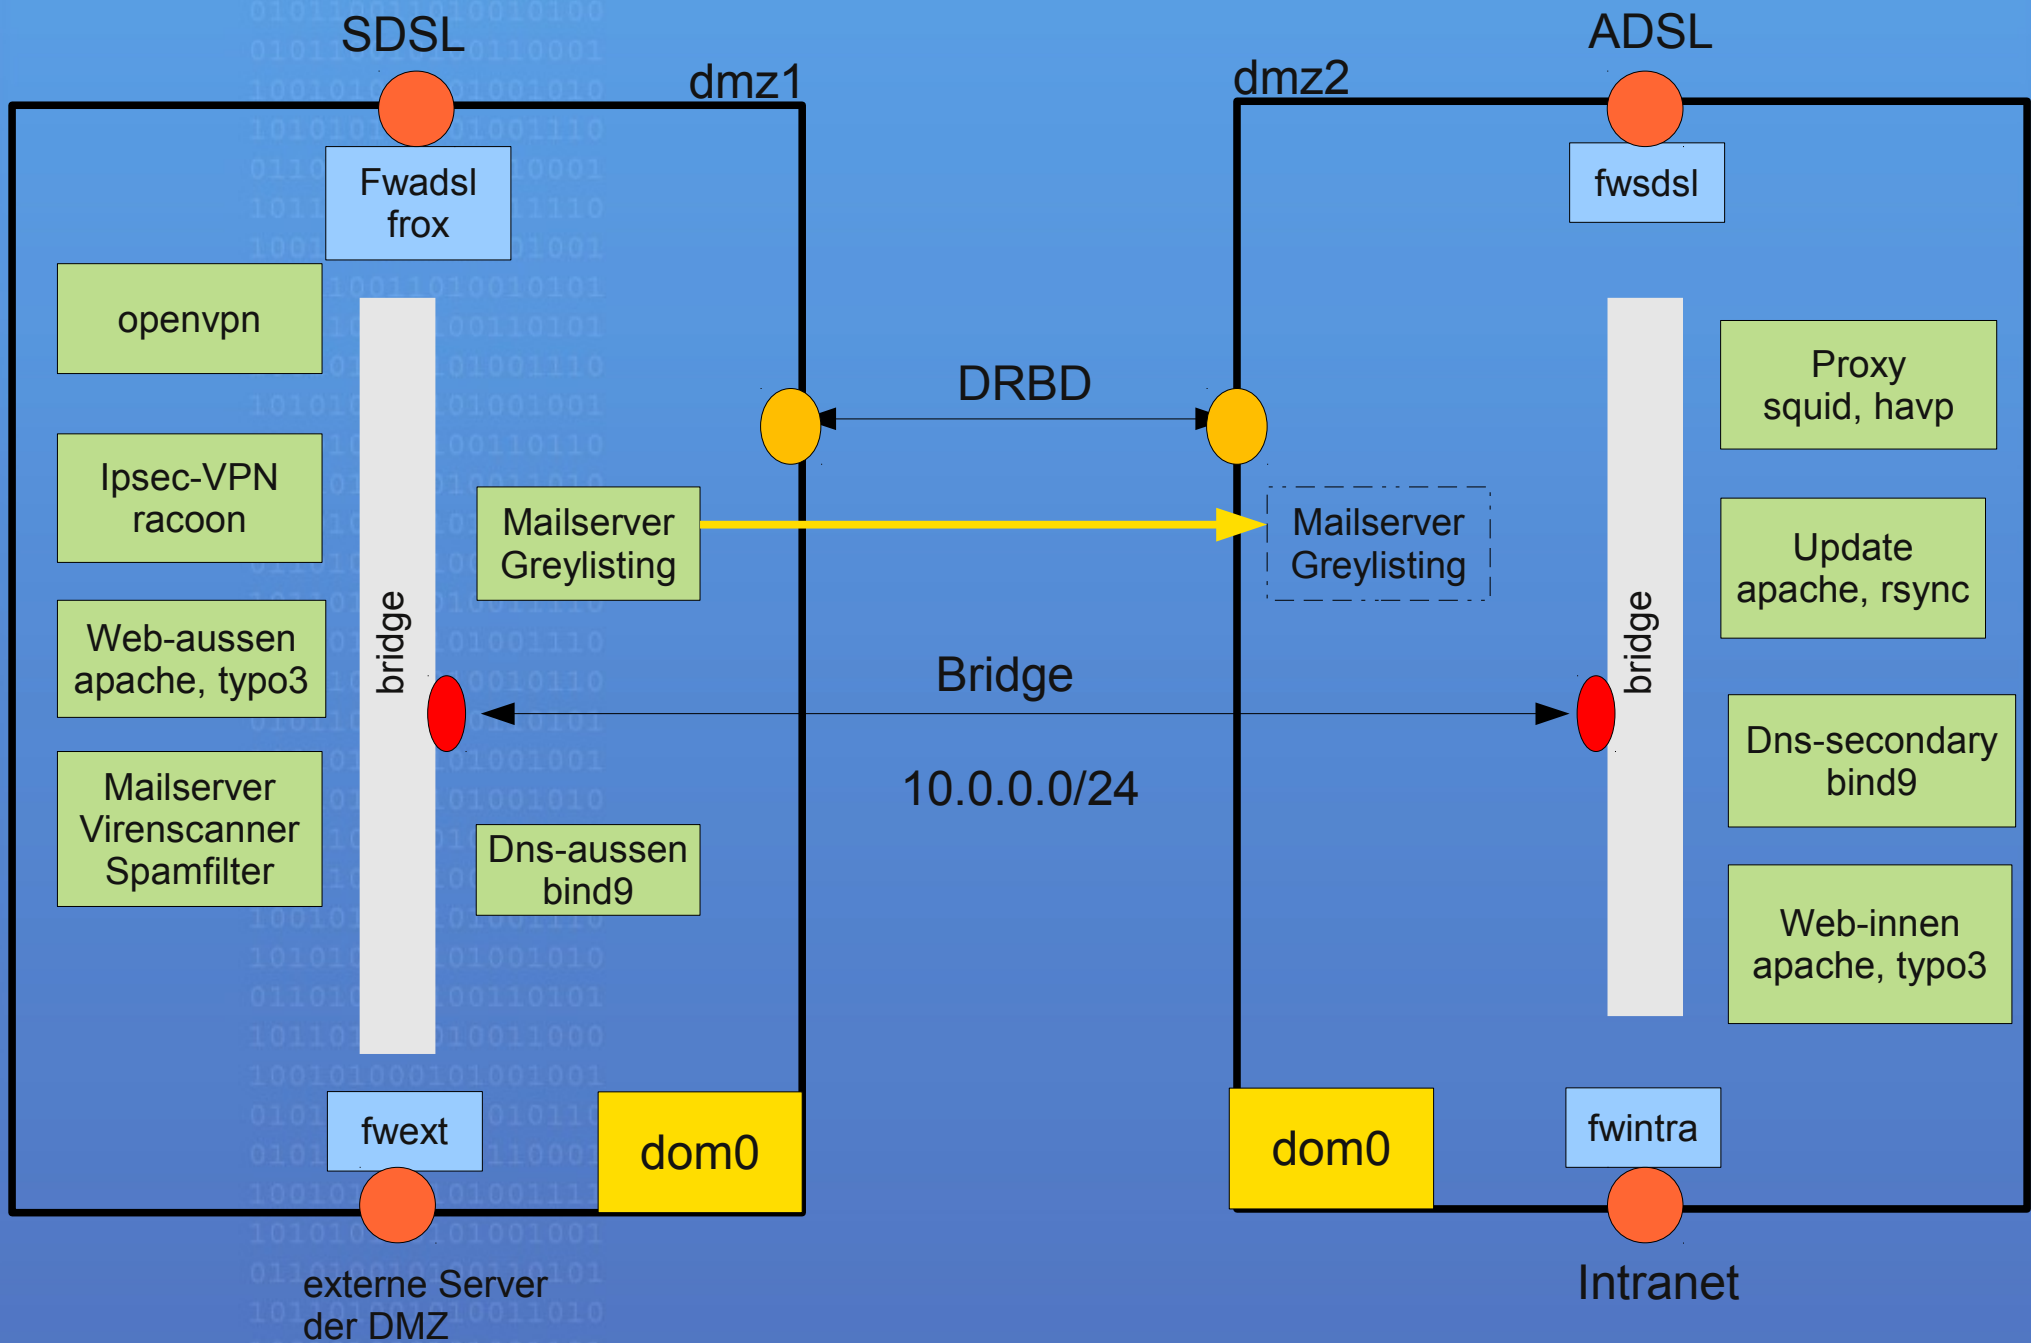 SDSL
ADSL
dmz1
dmz2
Fwadsl
frox
fwsdsl
openvpn
Ipsec-VPN
racoon
Web-aussen
apache, typo3
Mailserver
Virenscanner
Spamfilter
bridge
Mailserver
Greylisting
Dns-aussen
bind9
DRBD
Bridge
10.0.0.0/24
Mailserver
Greylisting
bridge
Proxy
squid, havp
Update
apache, rsync
Dns-secondary
bind9
Web-innen
apache, typo3
fwext
dom0
dom0
fwintra
externe Server
der DMZ
Intranet